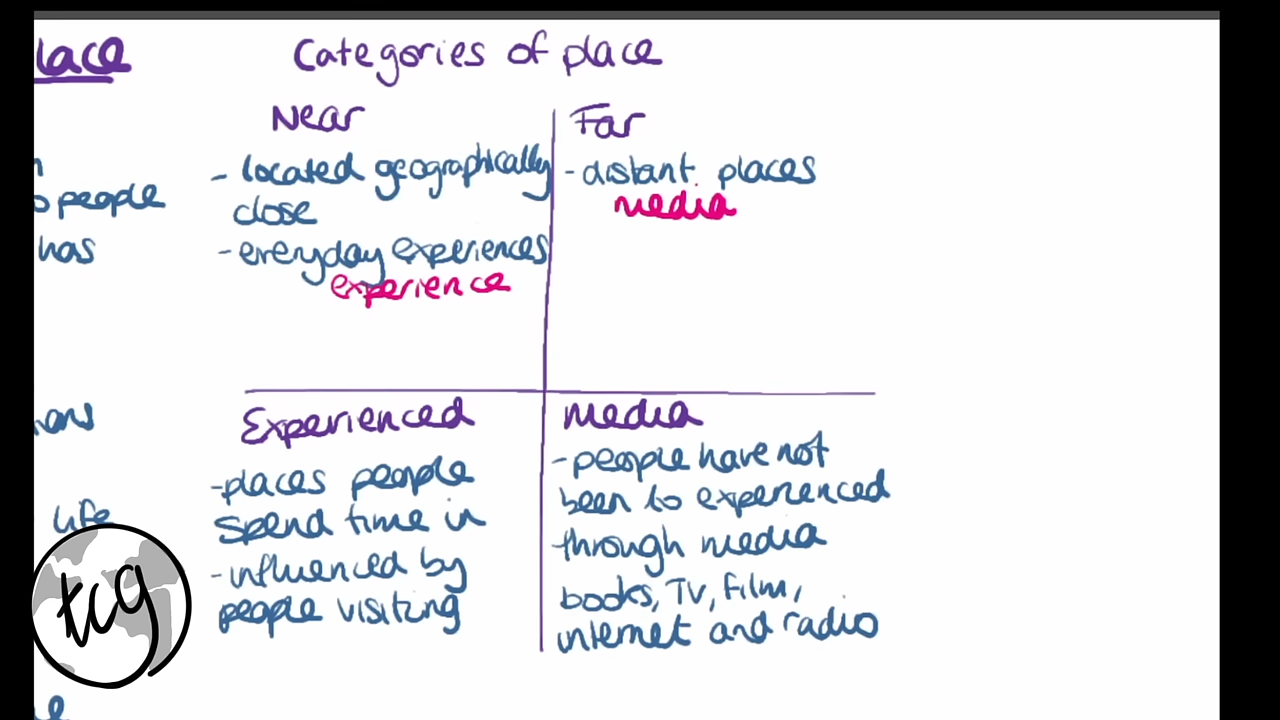 lace
people
has
life
Categories of place
Near
- located geographically
close
- everyday experiences
experience
Far
- distant places
media
Experienced
- places people
spend time in
- influenced by
people visiting
media
- people have not
been to experienced
through media
books, TV, film,
internet and radio
tcg